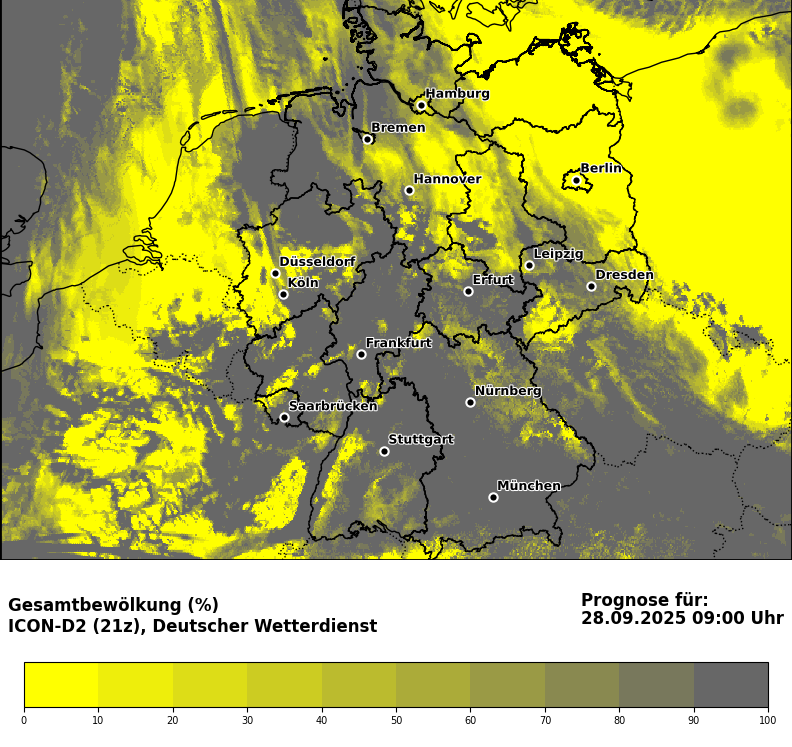 Hamburg
Bremen
Hannover
Berlin
Düsseldorf
Köln
Leipzig
Erfurt
Dresden
Frankfurt
Nürnberg
Saarbrücken
Stuttgart
München
Gesamtbewölkung (%)
ICON-D2 (21z), Deutscher Wetterdienst
Prognose für:
28.09.2025 09:00 Uhr
0 10 20 30 40 50 60 70 80 90 100